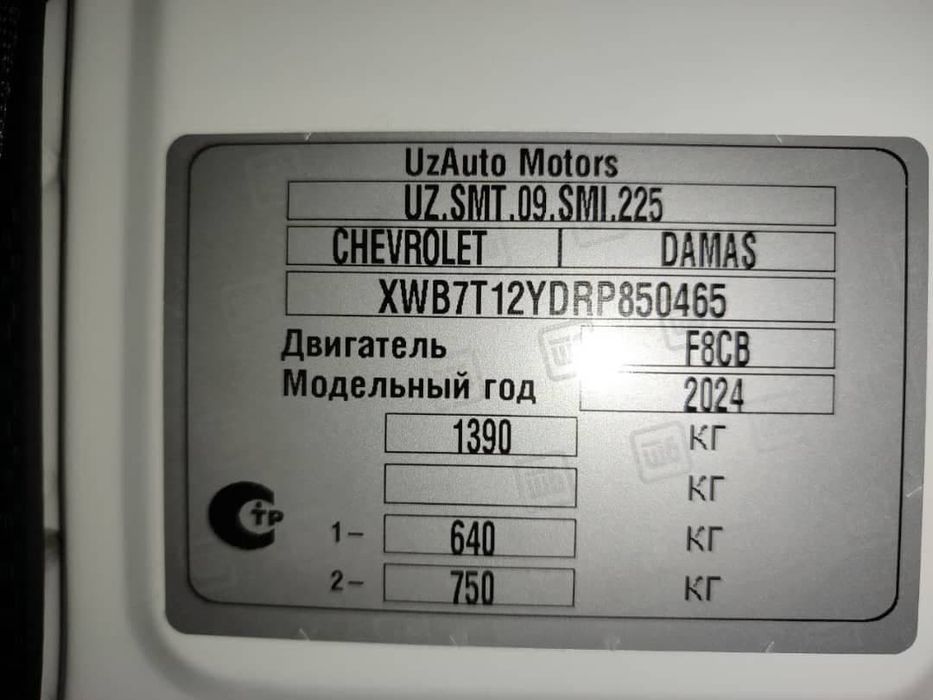 UzAuto Motors
UZ.SMT.09.SMI.225
CHEVROLET | DAMAS
XWB7T12YDRP850465
Двигатель F8CB
Модельный год 2024
1390 КГ
КГ
1- 640 КГ
2- 750 КГ
СТР